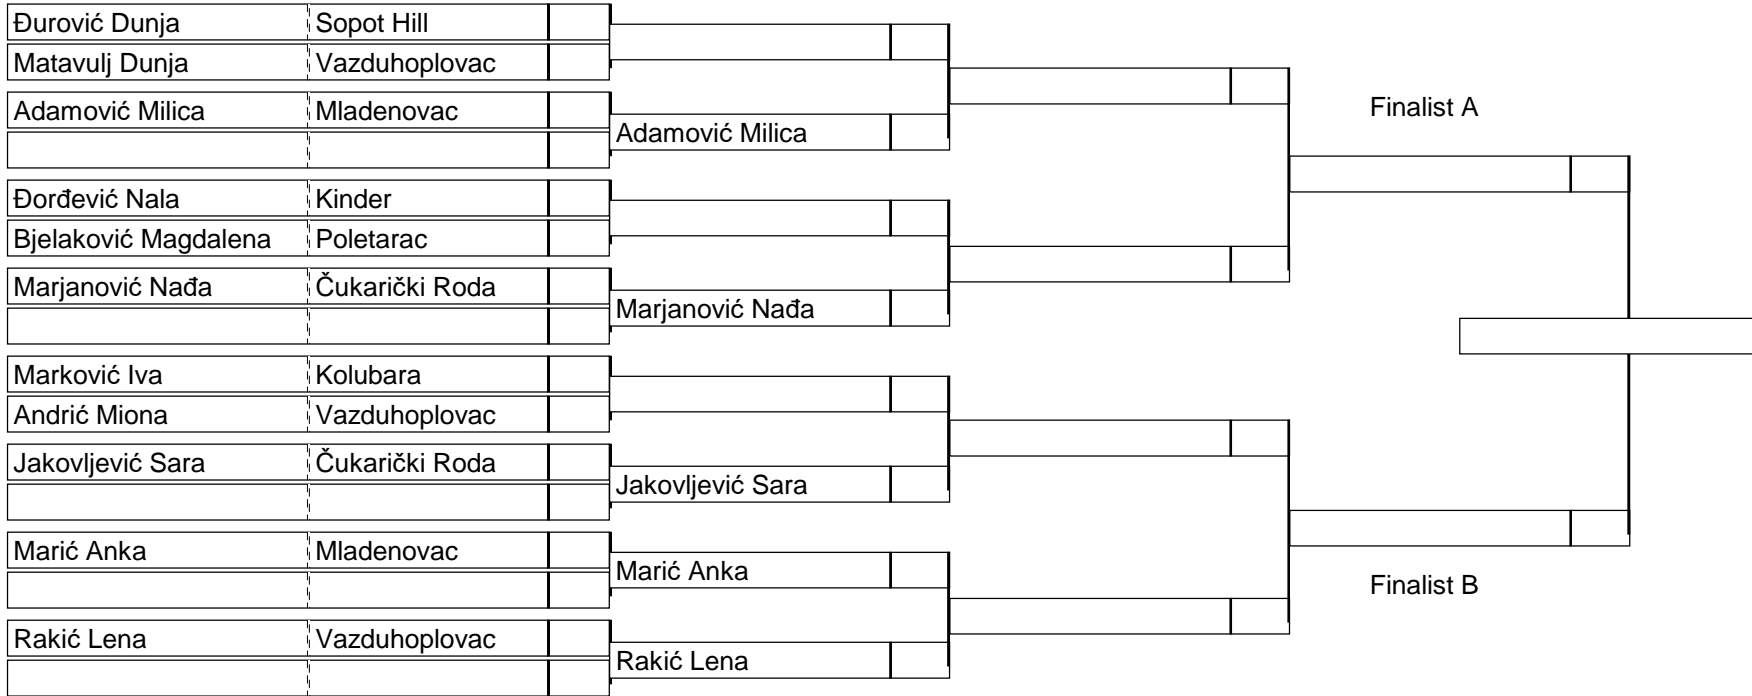 Đurović Dunja Sopot Hill
Matavulj Dunja Vazduhoplovac
Adamović Milica Mladenovac
Adamović Milica
Đorđević Nala Kinder
Bjelaković Magdalena Poletarac
Marjanović Nađa Čukarički Roda
Marjanović Nađa
Marković Iva Kolubara
Andrić Miona Vazduhoplovac
Jakovljević Sara Čukarički Roda
Jakovljević Sara
Marić Anka Mladenovac
Marić Anka
Rakić Lena Vazduhoplovac
Rakić Lena
Finalist A
Finalist B